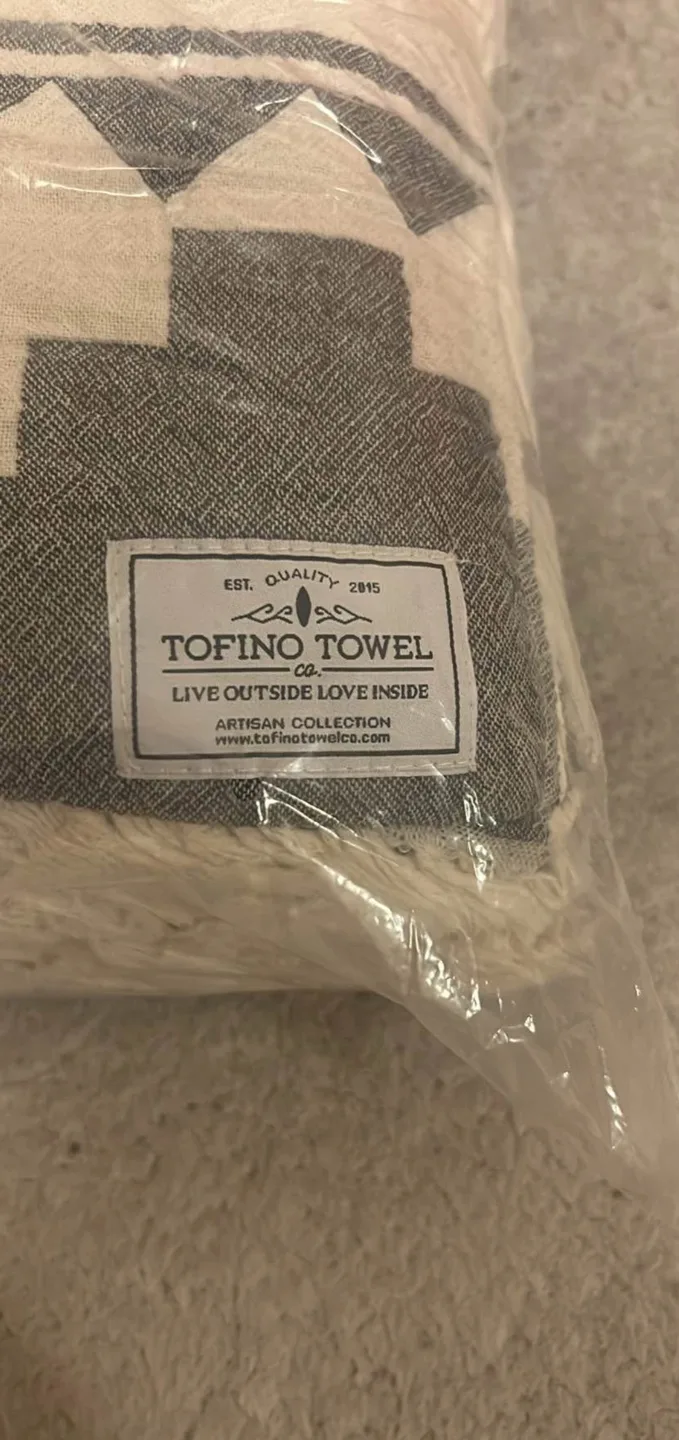 EST. QUALITY 2015
TOFINO TOWEL
co.
LIVE OUTSIDE LOVE INSIDE
ARTISAN COLLECTION
www.tofinotowelco.com